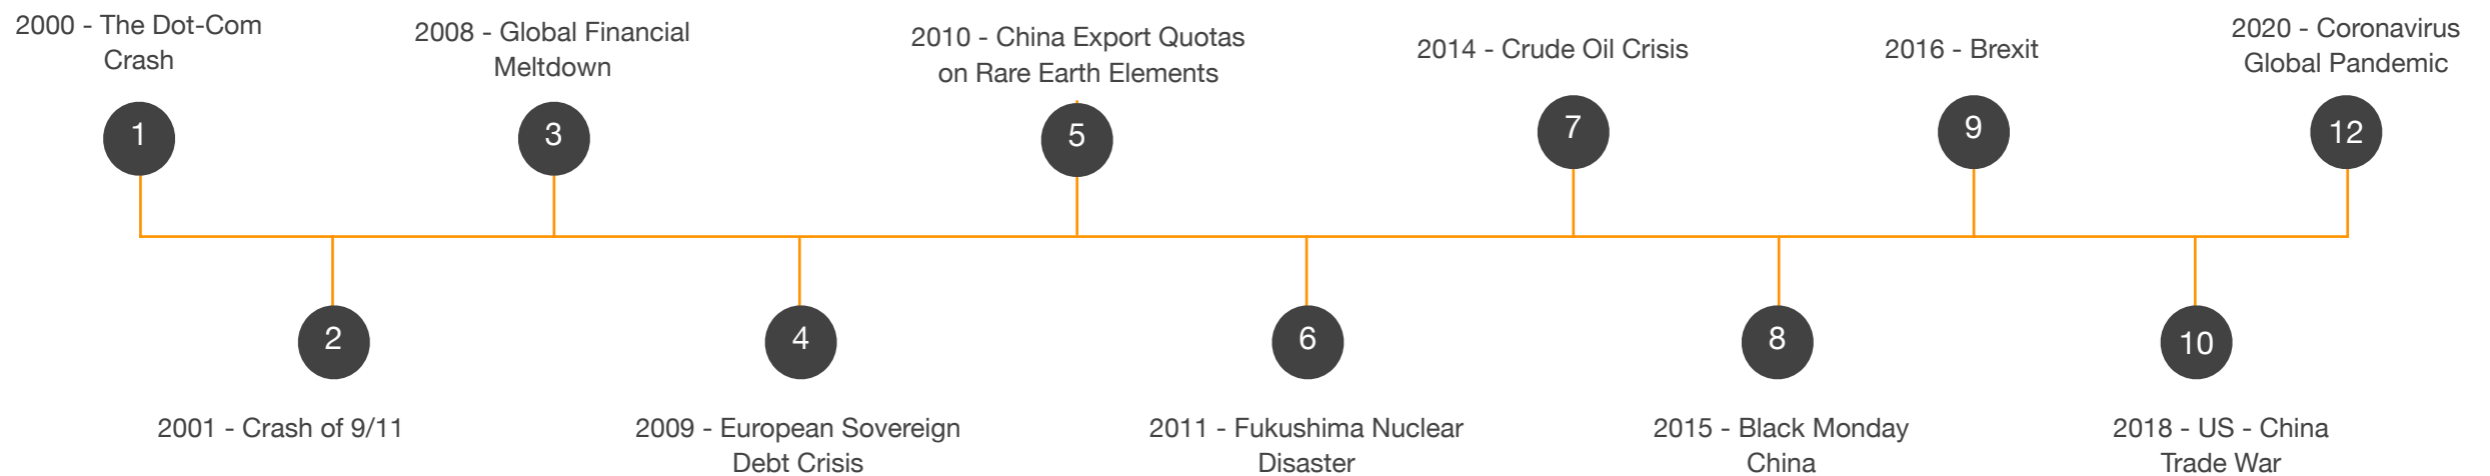 2000 - The Dot-Com
Crash
1
2001 - Crash of 9/11
2
2008 - Global Financial
Meltdown
3
2009 - European Sovereign
Debt Crisis
4
2010 - China Export Quotas
on Rare Earth Elements
5
2011 - Fukushima Nuclear
Disaster
6
2014 - Crude Oil Crisis
7
2015 - Black Monday
China
8
2016 - Brexit
9
2018 - US - China
Trade War
10
2020 - Coronavirus
Global Pandemic
12